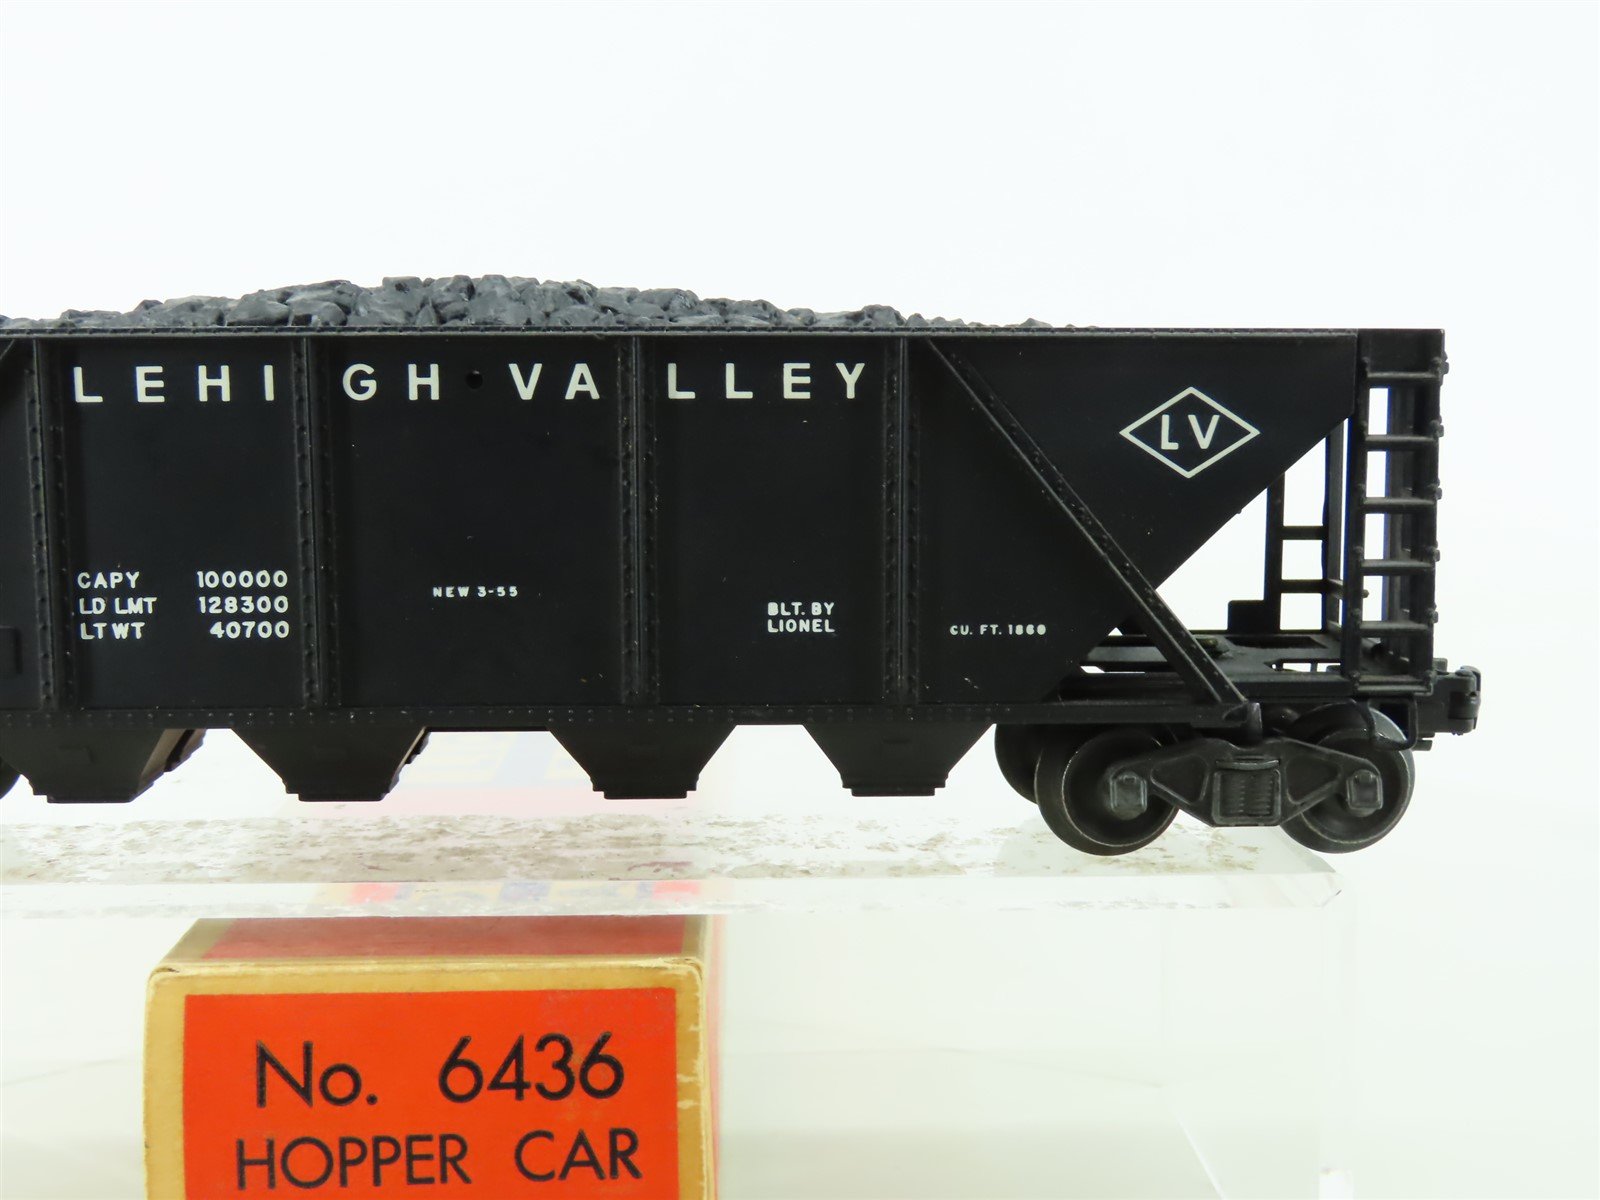 LEHIGH VALLEY
LV
CAPY 100000
LD LMT 128300
LT WT 40700
NEW 3-55
BLT. BY
LIONEL
CU. FT. 1860
No. 6436
HOPPER CAR